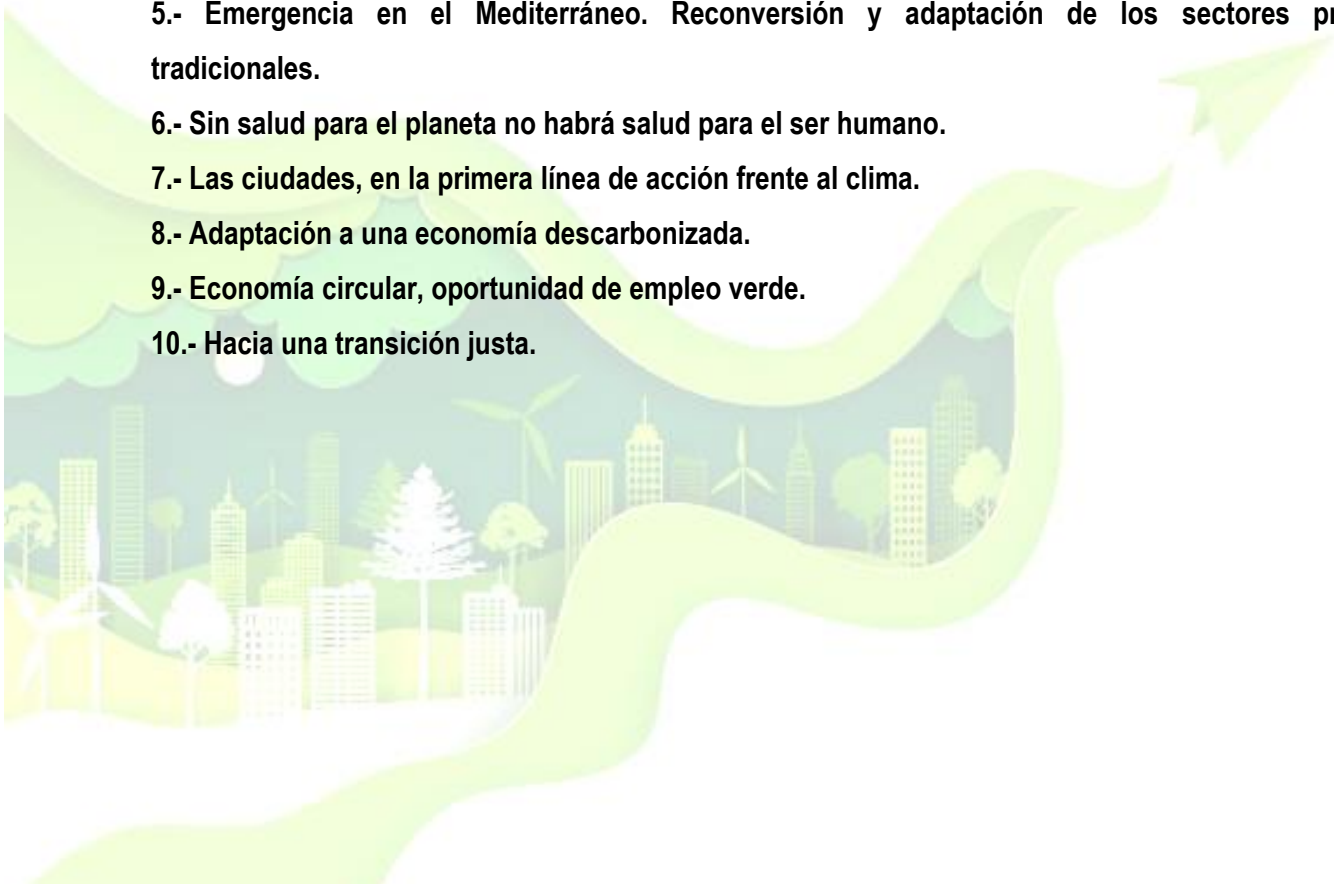 5.- Emergencia en el Mediterráneo. Reconversión y adaptación de los sectores
tradicionales.
6.- Sin salud para el planeta no habrá salud para el ser humano.
7.- Las ciudades, en la primera línea de acción frente al clima.
8.- Adaptación a una economía descarbonizada.
9.- Economía circular, oportunidad de empleo verde.
10.- Hacia una transición justa.